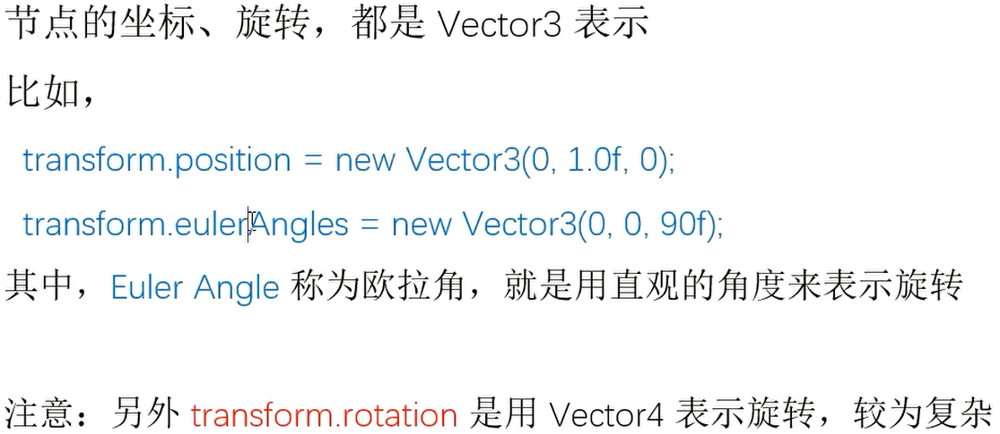 节点的坐标、旋转，都是 Vector3 表示
比如，
transform.position = new Vector3(0, 1.0f, 0);
transform.eulerAngles = new Vector3(0, 0, 90f);
其中，Euler Angle 称为欧拉角，就是用直观的角度来表示旋转
注意：另外 transform.rotation 是用 Vector4 表示旋转，较为复杂